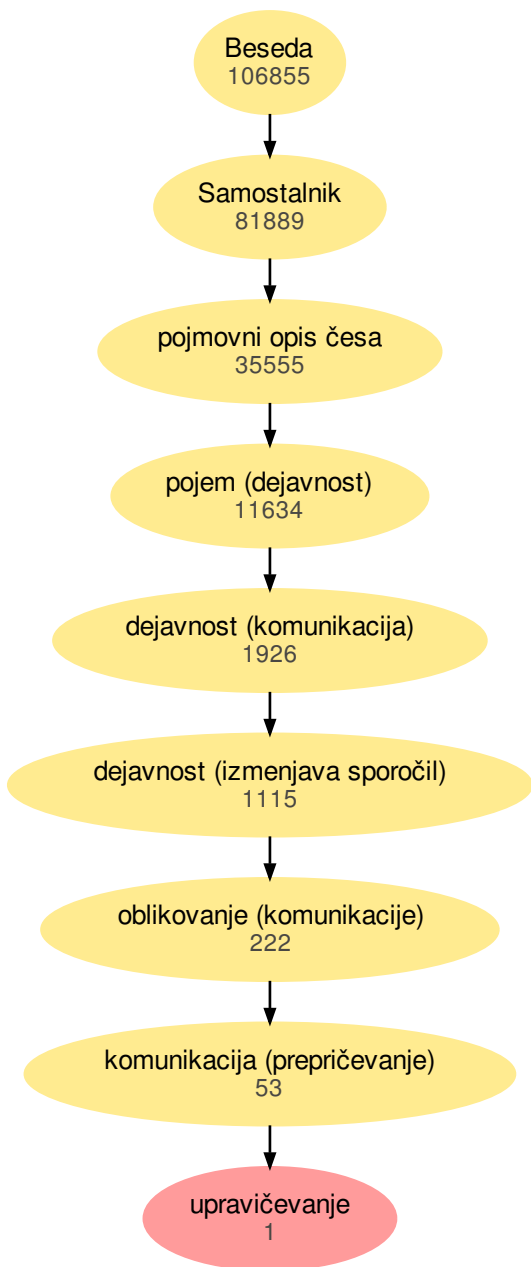 Beseda
106855
Samostalnik
81889
pojmovni opis česa
35555
pojem (dejavnost)
11634
dejavnost (komunikacija)
1926
dejavnost (izmenjava sporočil)
1115
oblikovanje (komunikacije)
222
komunikacija (prepričevanje)
53
upravičevanje
1